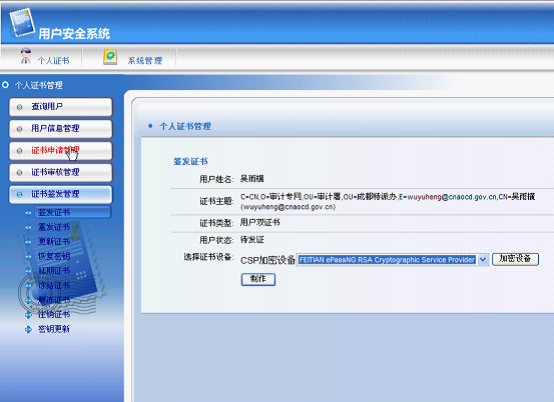 用户安全系统
个人证书 系统管理
个人证书管理
查询用户
用户信息管理
证书申请管理
证书审核管理
证书签发管理
签发证书
置发证书
更新证书
恢复密钥
延期证书
冻结证书
解冻证书
注销证书
密钥更新
个人证书管理
签发证书
用户姓名: 吴雨横
证书主题: C=CN,O=审计专网,OU=审计署,OU=成都特派办,E=wuyuheng@cnaocd.gov.cn,CN=吴雨横
(wuyuheng@cnaocd.gov.cn)
证书类型: 用户双证书
用户状态: 待发证
选择证书设备: CSP加密设备 FEITIAN ePassNG RSA Cryptographic Service Provider 加密设备
制作